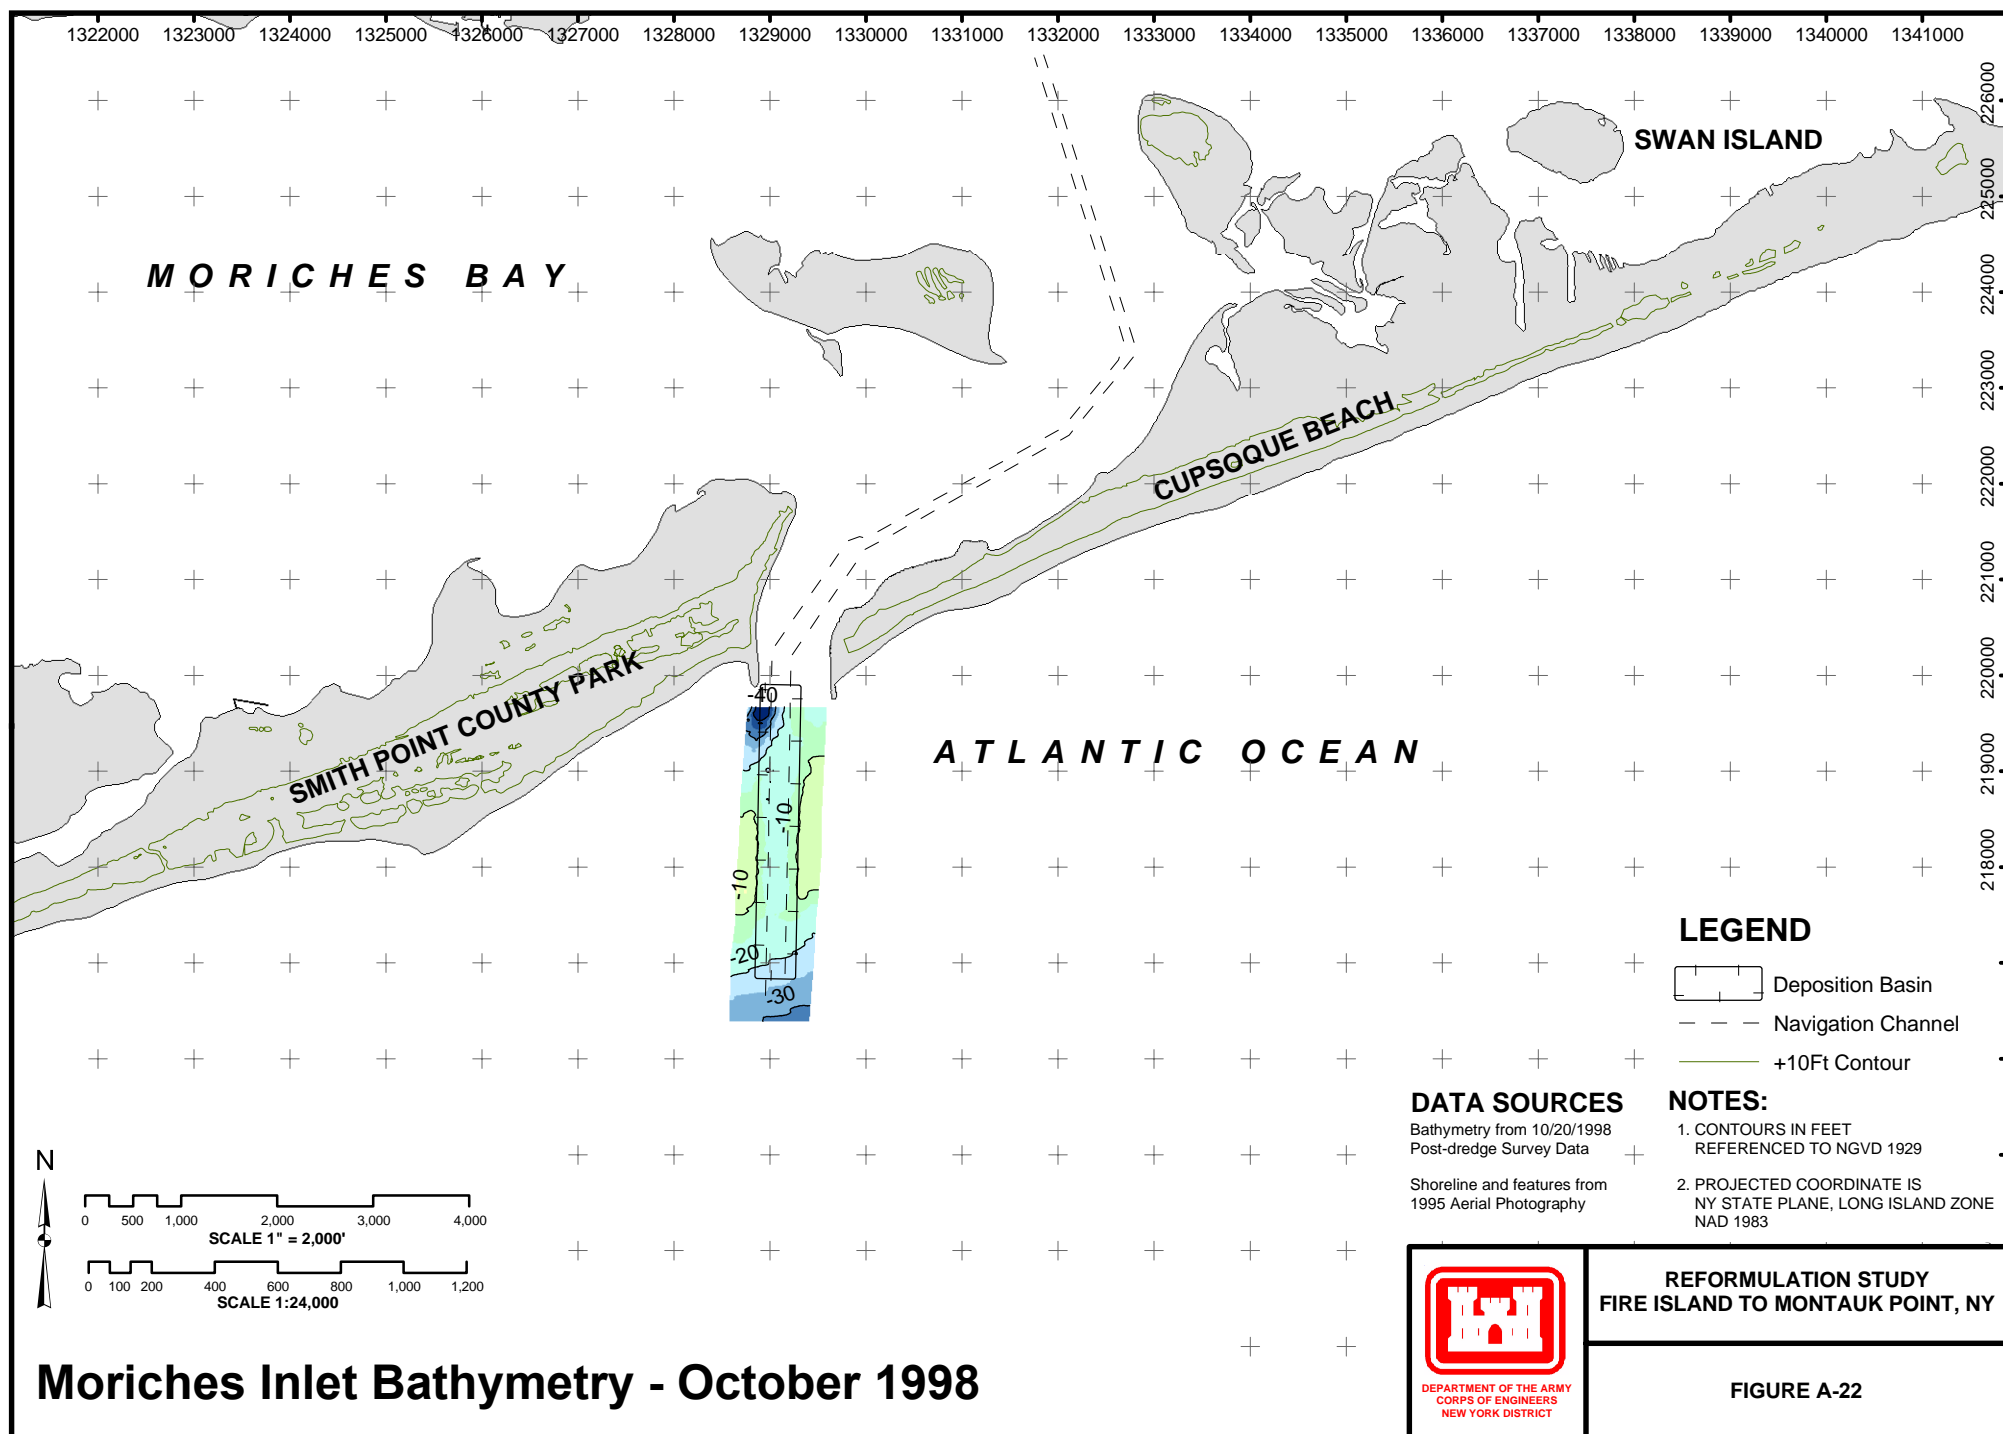 1322000 1323000 1324000 1325000 1326000 1327000 1328000 1329000 1330000 1331000 1332000 1333000 1334000 1335000 1336000 1337000 1338000 1339000 1340000 1341000
226000
225000
224000
223000
222000
221000
220000
219000
218000
SWAN ISLAND
MORICHES BAY
CUPSOQUE BEACH
SMITH POINT COUNTY PARK
ATLANTIC OCEAN
-40
-10
-10
-20
-30
LEGEND
Deposition Basin
Navigation Channel
+10Ft Contour
DATA SOURCES
Bathymetry from 10/20/1998
Post-dredge Survey Data
Shoreline and features from
1995 Aerial Photography
NOTES:
1. CONTOURS IN FEET
REFERENCED TO NGVD 1929
2. PROJECTED COORDINATE IS
NY STATE PLANE, LONG ISLAND ZONE
NAD 1983
N
0 500 1,000 2,000 3,000 4,000
SCALE 1" = 2,000'
0 100 200 400 600 800 1,000 1,200
SCALE 1:24,000
Moriches Inlet Bathymetry - October 1998
DEPARTMENT OF THE ARMY
CORPS OF ENGINEERS
NEW YORK DISTRICT
REFORMULATION STUDY
FIRE ISLAND TO MONTAUK POINT, NY
FIGURE A-22